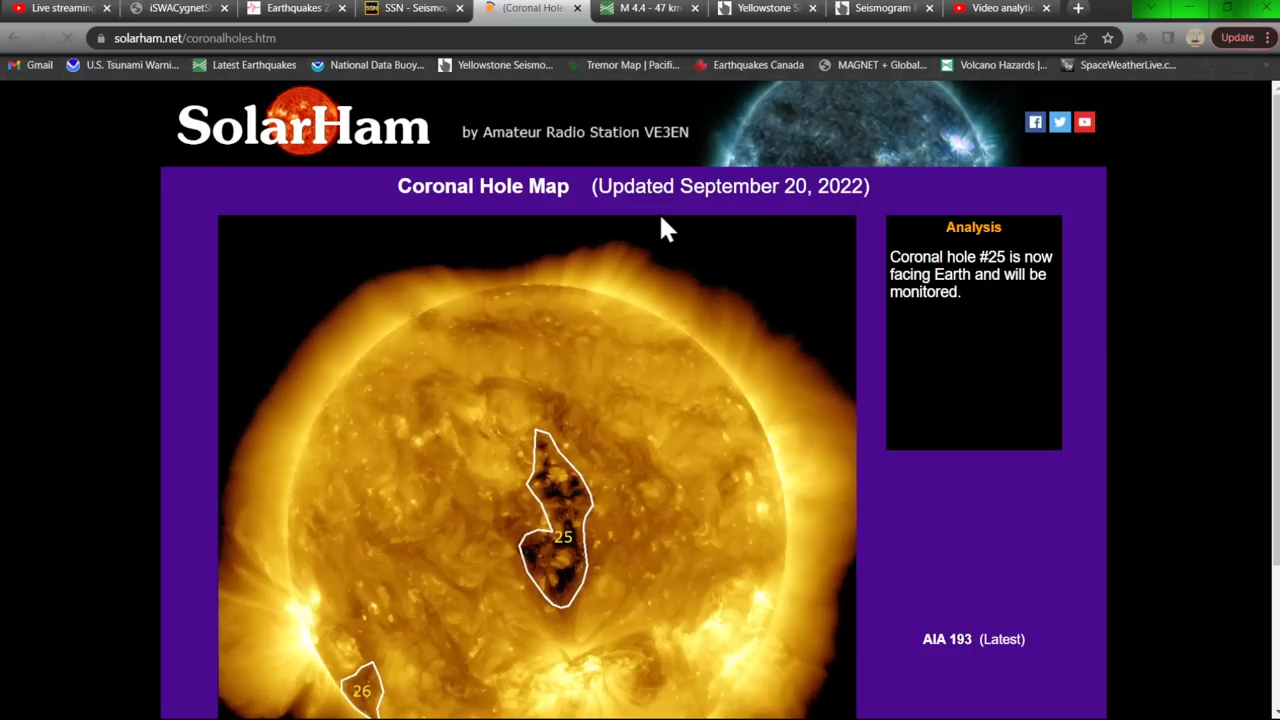 Live streaming
iSWACygnetSt
Earthquakes Z
SSN - Seismog
(Coronal Hole
M 4.4 - 47 km
Yellowstone S
Seismogram
Video analytic
solarham.net/coronalholes.htm
Update
Gmail
U.S. Tsunami Warni...
Latest Earthquakes
National Data Buoy...
Yellowstone Seismo...
Tremor Map | Pacifi...
Earthquakes Canada
MAGNET + Global...
Volcano Hazards |...
SpaceWeatherLive.c...
SolarHam
by Amateur Radio Station VE3EN
Coronal Hole Map (Updated September 20, 2022)
Analysis
Coronal hole #25 is now
facing Earth and will be
monitored.
25
26
AIA 193 (Latest)